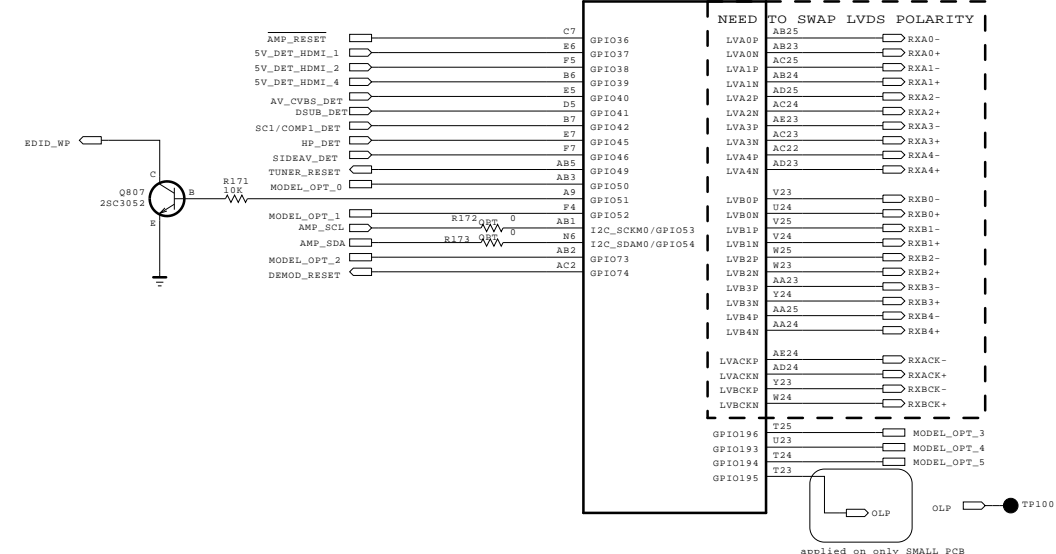 NEED TO SWAP LVDS POLARITY
AMP_RESET C7 GPIO36 LVA0P AB25 RXA0-
5V_DET_HDMI_1 E6 GPIO37 LVA0N AB23 RXA0+
5V_DET_HDMI_2 F5 GPIO38 LVA1P AC25 RXA1-
5V_DET_HDMI_4 B6 GPIO39 LVA1N AB24 RXA1+
AV_CVBS_DET E5 GPIO40 LVA2P AD25 RXA2-
DSUB_DET D5 GPIO41 LVA2N AC24 RXA2+
SC1/COMP1_DET B7 GPIO42 LVA3P AE23 RXA3-
EDID_WP HP_DET E7 GPIO45 LVA3N AC23 RXA3+
SIDEAV_DET F7 GPIO46 LVA4P AC22 RXA4-
TUNER_RESET AB5 GPIO49 LVA4N AD23 RXA4+
C R171 MODEL_OPT_0 AB3 GPIO50
Q807 B 10K A9 GPIO51 LVB0P V23 RXB0-
2SC3052 MODEL_OPT_1 F4 GPIO52 LVB0N U24 RXB0+
E AMP_SCL R172 OPT 0 AB1 I2C_SCKM0/GPIO53 LVB1P V25 RXB1-
AMP_SDA R173 OPT 0 N6 I2C_SDAM0/GPIO54 LVB1N V24 RXB1+
MODEL_OPT_2 AB2 GPIO73 LVB2P W25 RXB2-
DEMOD_RESET AC2 GPIO74 LVB2N W23 RXB2+
LVB3P AA23 RXB3-
LVB3N Y24 RXB3+
LVB4P AA25 RXB4-
LVB4N AA24 RXB4+
LVACKP AE24 RXACK-
LVACKN AD24 RXACK+
LVBCKP Y23 RXBCK-
LVBCKN W24 RXBCK+
GPIO196 T25 MODEL_OPT_3
GPIO193 U23 MODEL_OPT_4
GPIO194 T24 MODEL_OPT_5
GPIO195 T23
OLP OLP TP100
applied on only SMALL PCB